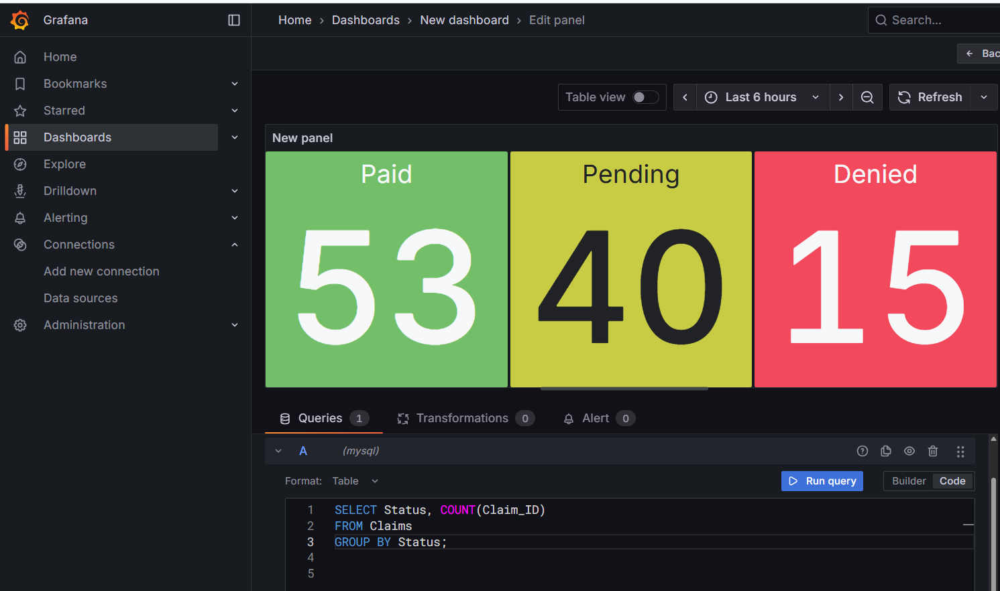 Grafana
Home › Dashboards › New dashboard › Edit panel
Search...
Home
Bookmarks
Starred
Dashboards
Explore
Drilldown
Alerting
Connections
Add new connection
Data sources
Administration
Bac
Table view
Last 6 hours
Refresh
New panel
Paid
53
Pending
40
Denied
15
Queries 1
Transformations 0
Alert 0
A (mysql)
Format: Table
Run query
Builder Code
1 SELECT Status, COUNT(Claim_ID)
2 FROM Claims
3 GROUP BY Status;
4
5